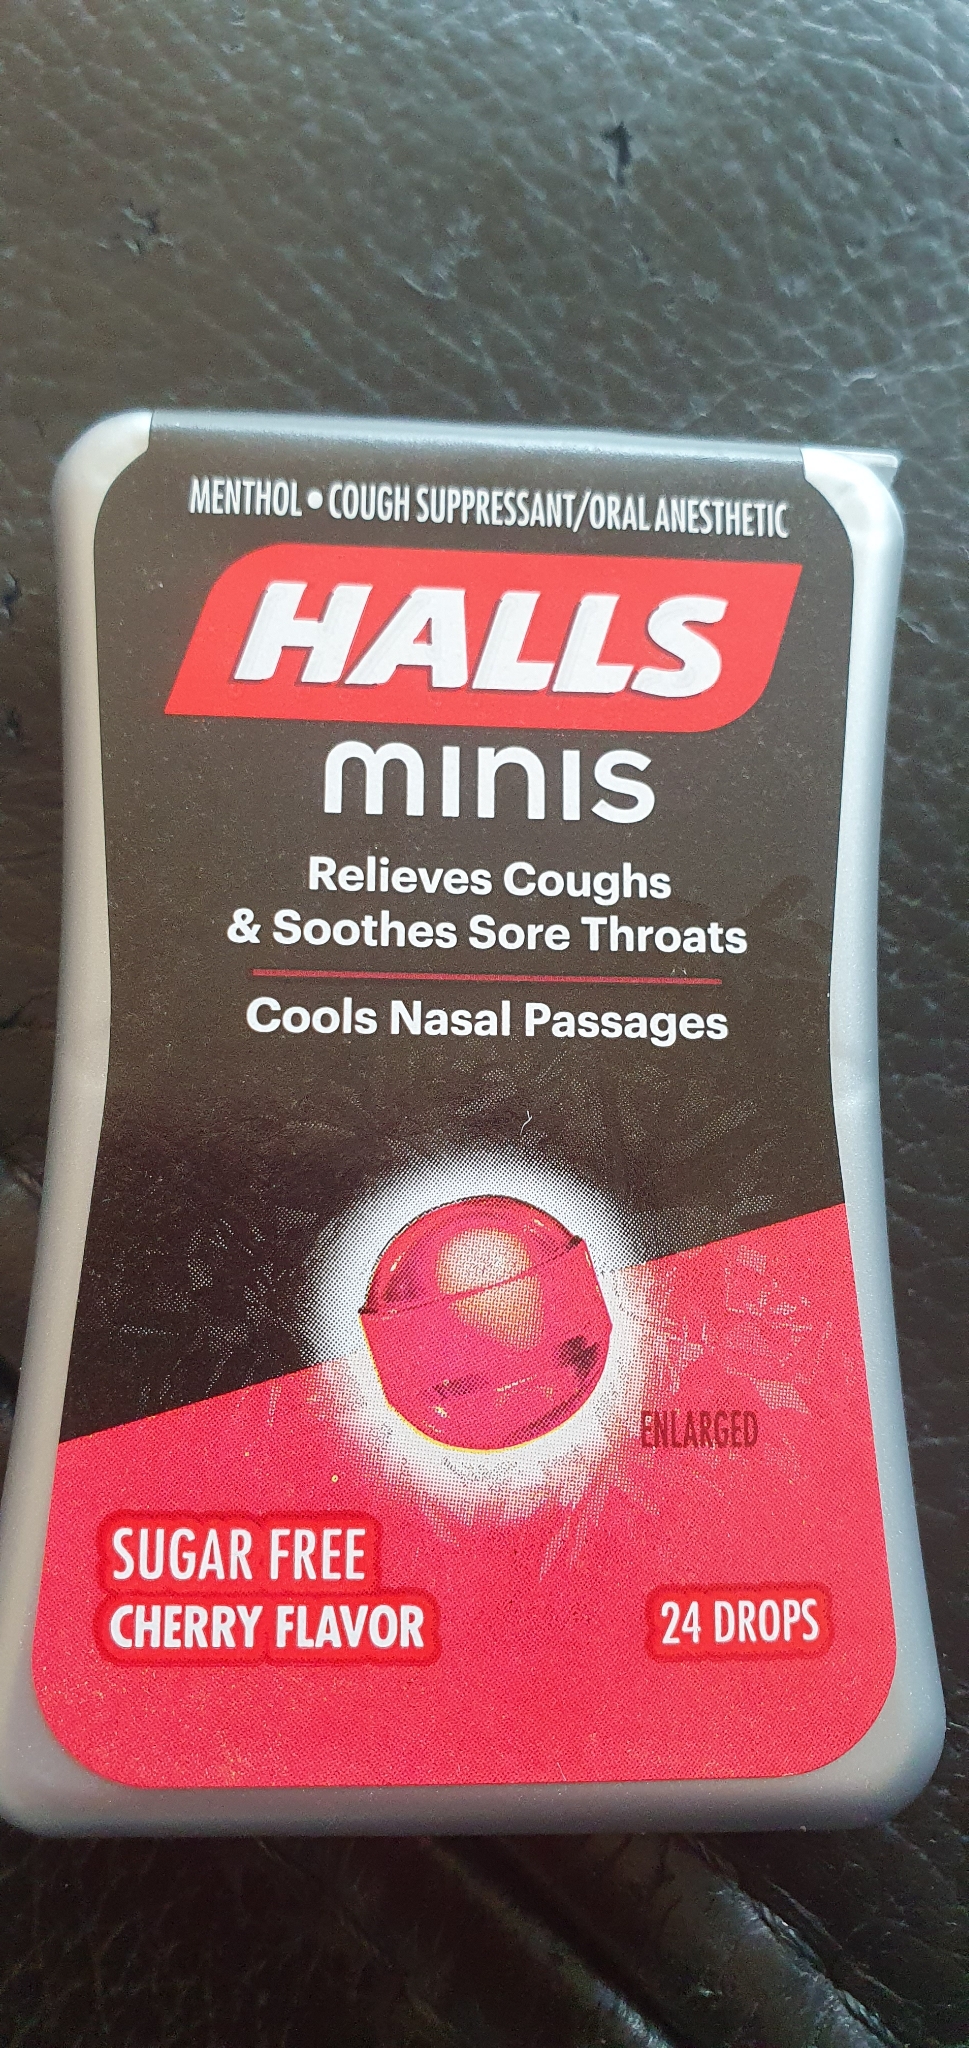 MENTHOL • COUGH SUPPRESSANT/ORAL ANESTHETIC
HALLS
minis
Relieves Coughs
& Soothes Sore Throats
Cools Nasal Passages
ENLARGED
SUGAR FREE
CHERRY FLAVOR
24 DROPS